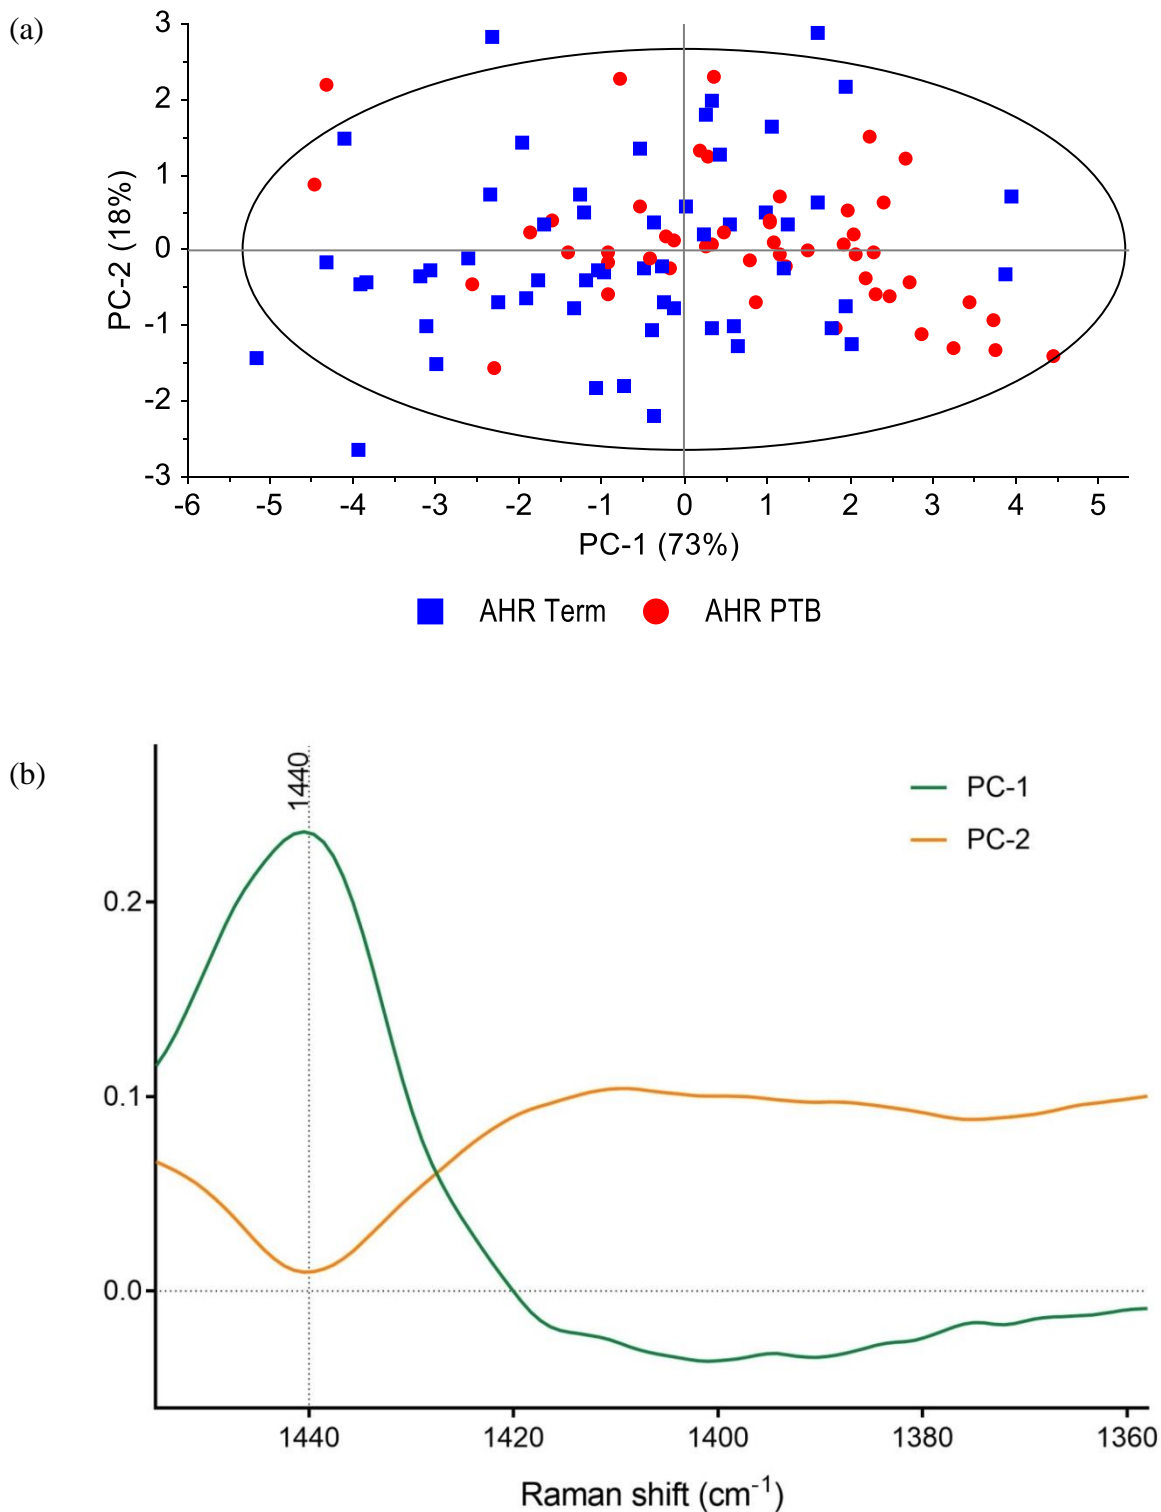 (a)
3
2
1
0
-1
-2
-3
PC-2 (18%)
-6 -5 -4 -3 -2 -1 0 1 2 3 4 5
PC-1 (73%)
AHR Term AHR PTB
(b)
1440
PC-1
PC-2
0.2
0.1
0.0
1440 1420 1400 1380 1360
Raman shift (cm⁻¹)